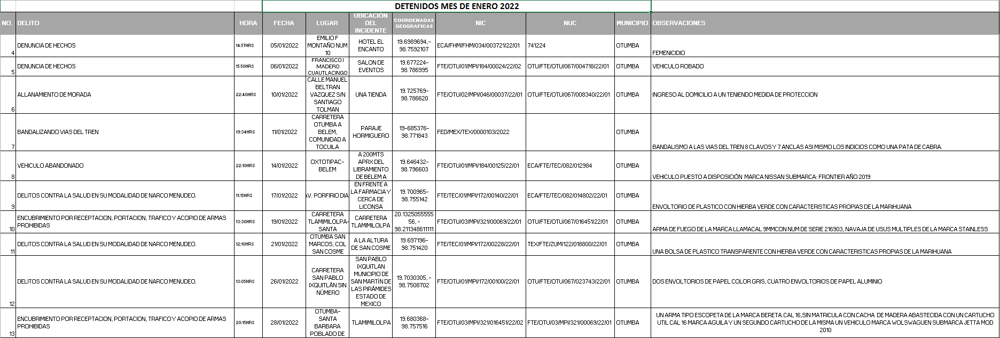 DETENIDOS MES DE ENERO 2022
NO. DELITO HORA FECHA LUGAR UBICACION DEL INCIDENTE COORDENADAS GEOGRAFICAS NIC NUC MUNICIPIO OBSERVACIONES
4 DENUNCIA DE HECHOS 14:57HRS 05/01/2022 EMILIO F MONTAÑO NUM 10 HOTEL EL ENCANTO 19.6989694,-98.7592107 ECA/FHM/FHM/034/003721/22/01 741224 OTUMBA FEMENICIDIO
5 DENUNCIA DE HECHOS 15:50HRS 06/01/2022 FRANCISCO I MADERO CUAUTLACINGO SALON DE EVENTOS 19.677224-98.786995 FTE/OTU/01/MPI/184/00024/22/02 OTU/FTE/OTU/067/004718/22/01 OTUMBA VEHICULO ROBADO
6 ALLANAMIENTO DE MORADA 22:40HRS 10/01/2022 CALLE MANUEL BELTRAN VAZQUEZ S/N SANTIAGO TOLMAN UNA TIENDA 19.725769-98.786620 FTE/OTU/02/MPI/046/00037/22/01 OTU/FTE/OTU/067/008340/22/01 OTUMBA INGRESO AL DOMICILIO A UN TENIENDO MEDIDA DE PROTECCION
7 BANDALIZANDO VIAS DEL TREN 19:34HRS 11/01/2022 CARRETERA OTUMBA A BELEM, COMUNIDAD A TOCUILA PARAJE HORMIGUERO 19-685376-98.771843 FED/MEX/TEX/0000103/2022 OTUMBA BANDALISMO A LAS VIAS DEL TREN 8 CLAVOS Y 7 ANCLAS ASI MISMO LOS INDICIOS COMO UNA PATA DE CABRA.
8 VEHICULO ABANDONADO 22:10HRS 14/01/2022 OXTOTIPAC-BELEM A 200MTS APRX DEL LIBRAMIENTO DE BELEM A 19.646432-98.796603 FTE/OTU/01/MPI/184/00125/22/01 ECA/FTE/TEC/082/012984 OTUMBA VEHICULO PUESTO A DISPOSICIÓN MARCA NISSAN SUBMARCA: FRONTIER AÑO 2019
9 DELITOS CONTRA LA SALUD EN SU MODALIDAD DE NARCO MENUDEO. 11:15HRS 17/01/2022 V. PORFIRIO DIA EN FRENTE A LA FARMACIA Y CERCA DE LICONSA 19.700965-98.755142 FTE/TEC/01/MPI/172/00140/22/01 ECA/FTE/TEC/082/014802/22/01 OTUMBA ENVOLTORIO DE PLASTICO CON HIERBA VERDE CON CARACTERISTICAS PROPIAS DE LA MARIHUANA
10 ENCUBRIMIENTO POR RECEPTACION, PORTACION, TRAFICO Y ACOPIO DE ARMAS PROHIBIDAS 13:30HRS 19/01/2022 CARRETERA TLAMIMILOLPA-SANTA CARRETERA TLAMIMILOLPA 20.132505555556, -98.211348611111 FTE/OTU/03/MPI/321/00069/22/01 OTU/FTE/OTU/067/016451/22/01 OTUMBA ARMA DE FUEGO DE LA MARCA LLAMACAL 9MMCON NUM DE SERIE 216903, NAVAJA DE USUS MULTIPLES DE LA MARCA STAINLESS
11 DELITOS CONTRA LA SALUD EN SU MODALIDAD DE NARCO MENUDEO. 12:10HRS 21/01/2022 OTUMBA SAN MARCOS, COL SAN COSME A LA ALTURA DE SAN COSME 19.697196-98.751420 FTE/TEC/01/MPI/172/00228/22/01 TEX/FTE/ZUM/122/018800/22/01 OTUMBA UNA BOLSA DE PLASTICO TRANSPARENTE CON HIERBA VERDE CON CARACTERISTICAS PROPIAS DE LA MARIHUANA
12 DELITOS CONTRA LA SALUD EN SU MODALIDAD DE NARCO MENUDEO. 13:05HRS 26/01/2022 CARRETERA SAN PABLO IXQUITLÁN SIN NÚMERO SAN PABLO IXQUITLAN MUNICIPIO DE SAN MARTÍN DE LAS PIRÁMIDES ESTADO DE MEXICO 19.7030305, -98.7508702 FTE/OTU/01/MPI/172/00100/22/01 OTU/FTE/OTU/067/023743/22/01 OTUMBA DOS ENVOLTORIOS DE PAPEL COLOR GRIS, CUATRO ENVOLTORIOS DE PAPEL ALUMINIO
13 ENCUBRIMIENTO POR RECEPTACION, PORTACION, TRAFICO Y ACOPIO DE ARMAS PROHIBIDAS 20:15HRS 28/01/2022 OTUMBA-SANTA BARBARA POBLADO DE TLAMIMILOLPA 19.680368-98.757516 FTE/OTU/03/MPI/321/016451/22/02 FTE/OTU/03/MPI/321/00069/22/01 OTUMBA UN ARMA TIPO ESCOPETA DE LA MARCA BERETA.CAL 16,SIN MATRICULA CON CACHA DE MADERA ABASTECIDA CON UN CARTUCHO UTIL CAL 16 MARCA AGUILA Y UN SEGUNDO CARTUCHO DE LA MISMA UN VEHICULO MARCA WOLSWAGUEN SUBMARCA JETTA MOD 2010